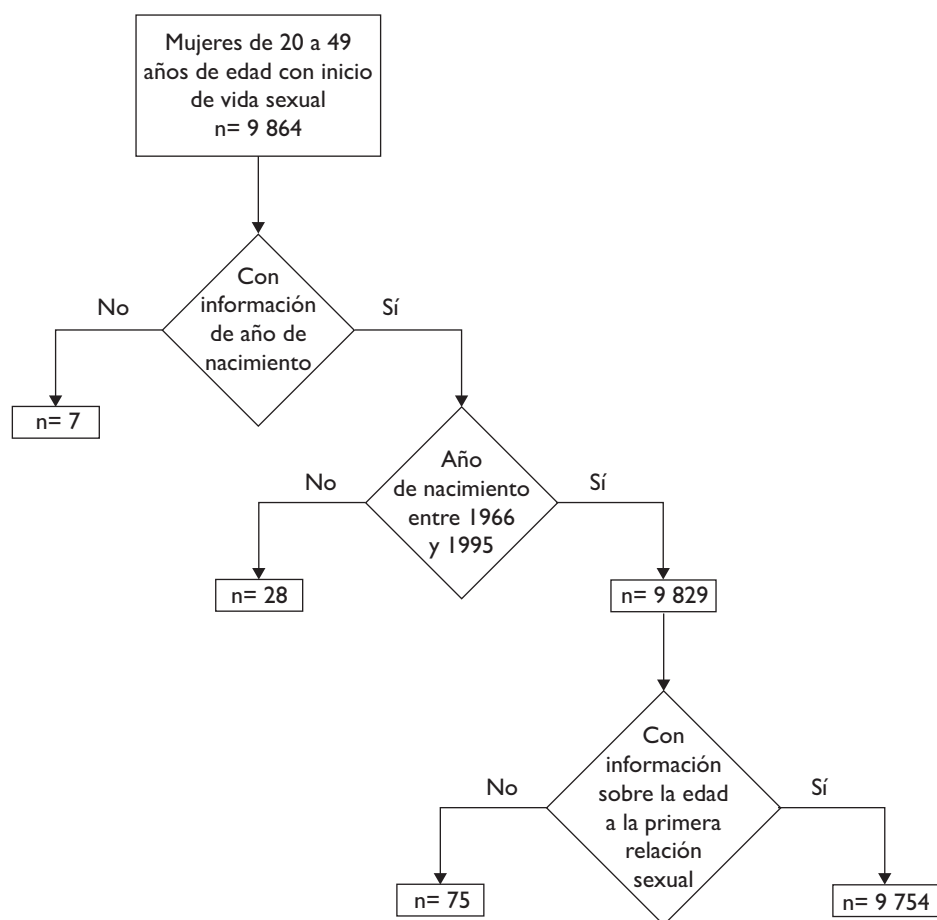 Mujeres de 20 a 49
años de edad con inicio
de vida sexual
n= 9 864
Con
información
de año de
nacimiento
No
Sí
n= 7
Año
de nacimiento
entre 1966
y 1995
No
Sí
n= 28
n= 9 829
Con
información
sobre la edad
a la primera
relación
sexual
No
Sí
n= 75
n= 9 754